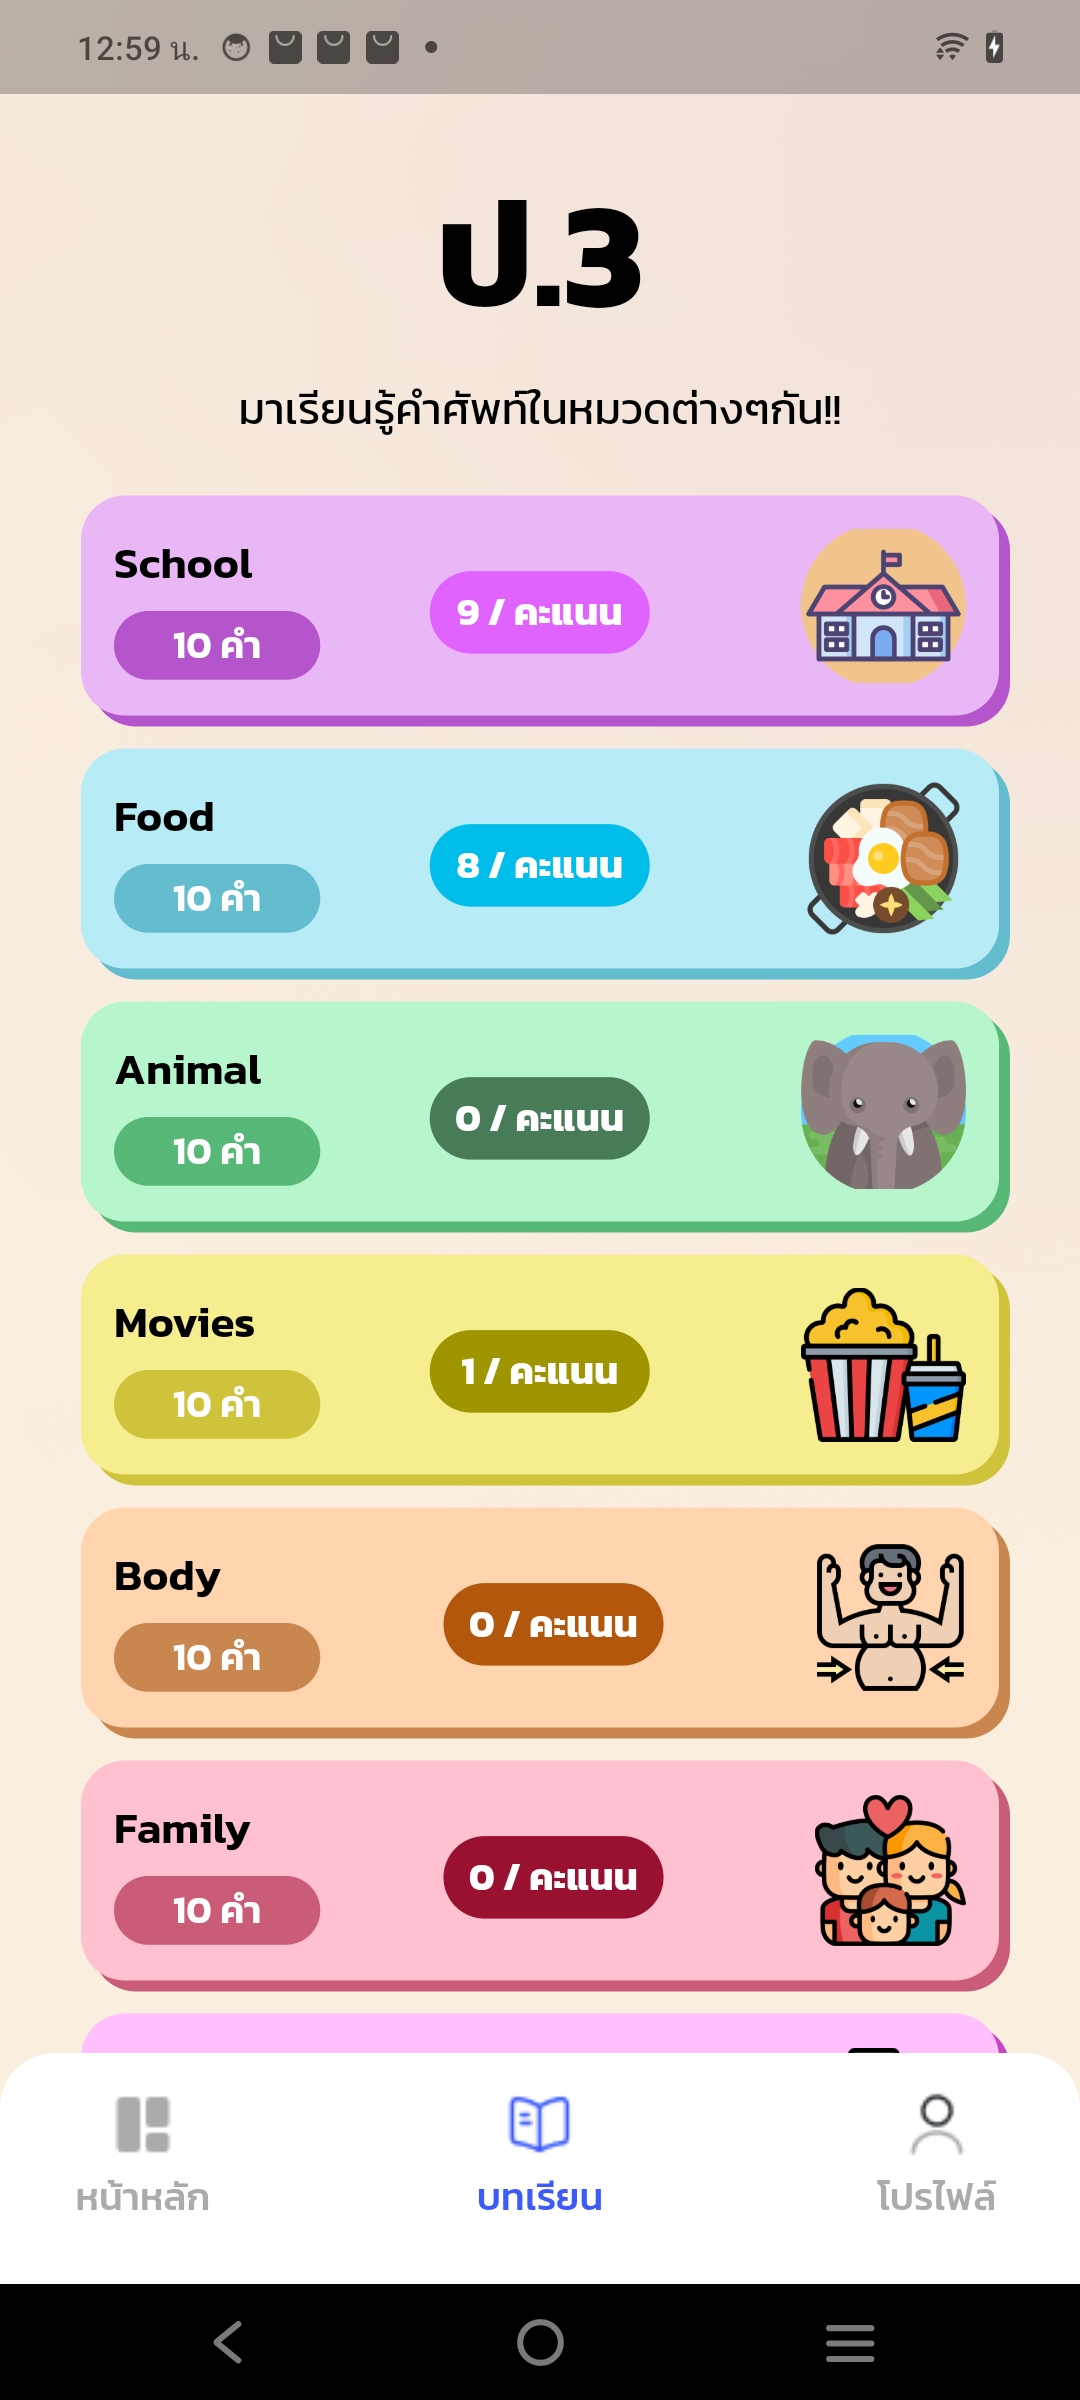 12:59 น.
ป.3
มาเรียนรู้คำศัพท์ในหมวดต่างๆกัน!!
School
10 คำ
9 / คะแนน
Food
10 คำ
8 / คะแนน
Animal
10 คำ
0 / คะแนน
Movies
10 คำ
1 / คะแนน
Body
10 คำ
0 / คะแนน
Family
10 คำ
0 / คะแนน
หน้าหลัก
บทเรียน
โปรไฟล์